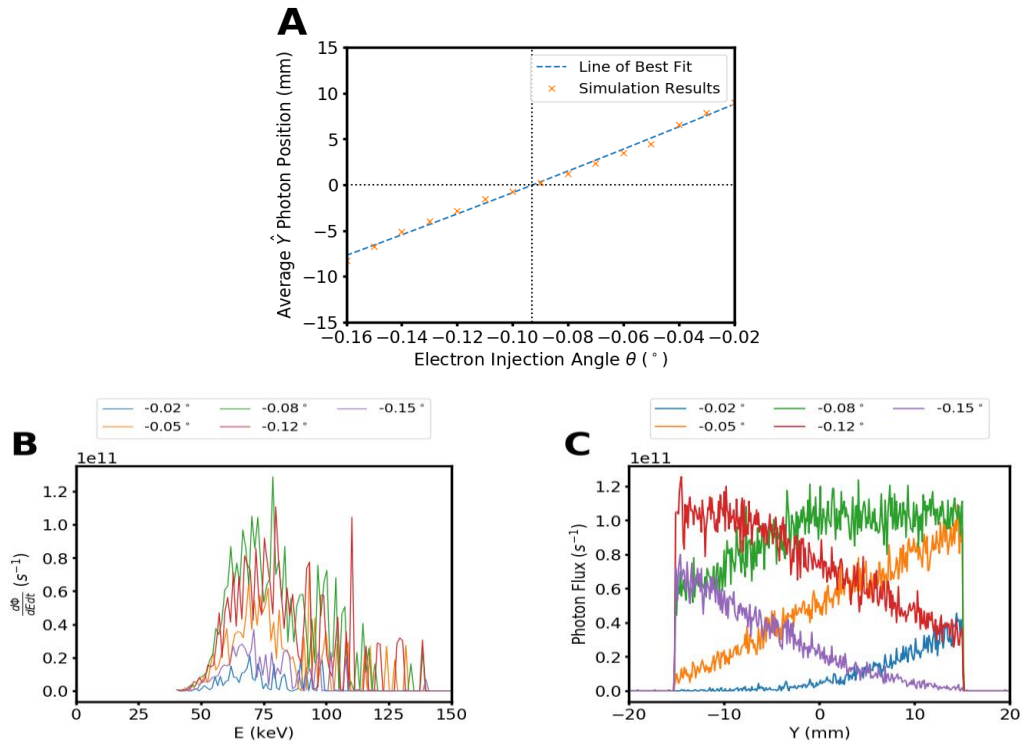 A
15
10
5
0
−5
−10
−15
Average Ŷ Photon Position (mm)
Line of Best Fit
Simulation Results
−0.16 −0.14 −0.12 −0.10 −0.08 −0.06 −0.04 −0.02
Electron Injection Angle θ (°)
-0.02° -0.08° -0.15°
-0.05° -0.12°
B
1e11
1.2
1.0
0.8
0.6
0.4
0.2
0.0
dΦ/dEdt (s⁻¹)
0 25 50 75 100 125 150
E (keV)
-0.02° -0.08° -0.15°
-0.05° -0.12°
C
1e11
1.2
1.0
0.8
0.6
0.4
0.2
0.0
Photon Flux (s⁻¹)
−20 −10 0 10 20
Y (mm)